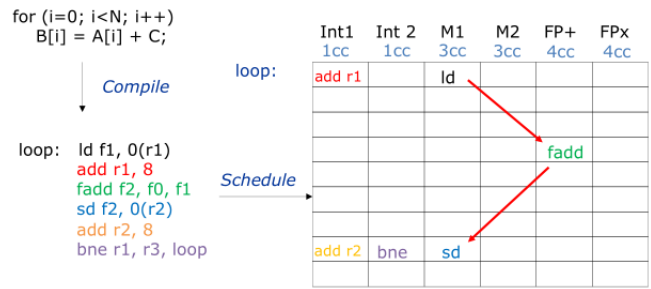 for (i=0; i<N; i++)
B[i] = A[i] + C;
Compile
loop: ld f1, 0(r1)
add r1, 8
fadd f2, f0, f1
sd f2, 0(r2)
add r2, 8
bne r1, r3, loop
Schedule
Int1 Int 2 M1 M2 FP+ FPx
1cc 1cc 3cc 3cc 4cc 4cc
loop: add r1 ld
fadd
add r2 bne sd